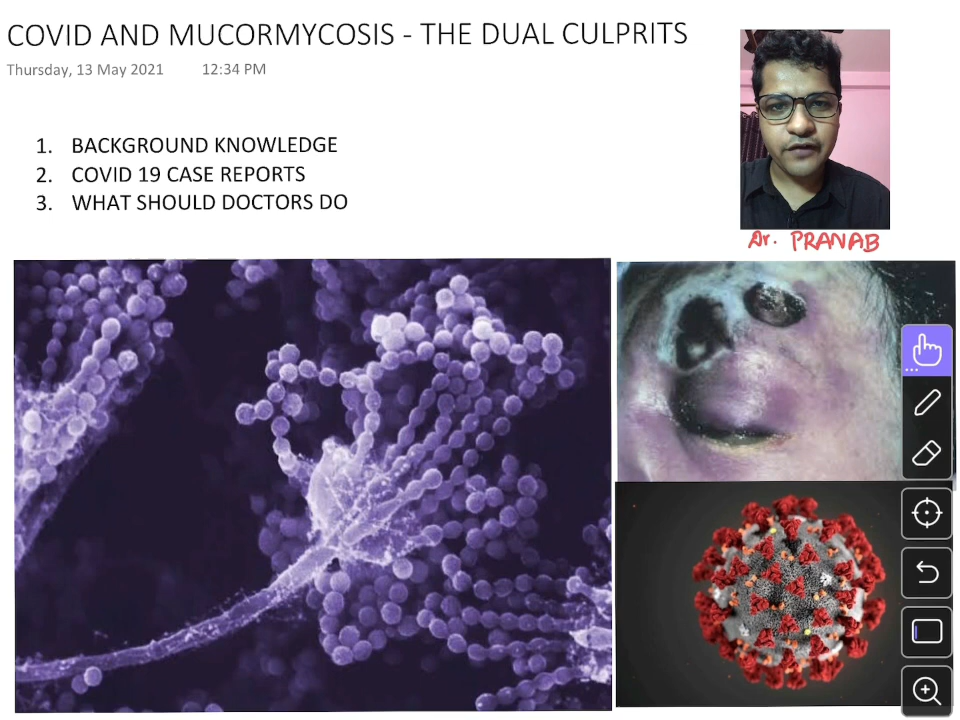 COVID AND MUCORMYCOSIS - THE DUAL CULPRITS
Thursday, 13 May 2021 12:34 PM
1. BACKGROUND KNOWLEDGE
2. COVID 19 CASE REPORTS
3. WHAT SHOULD DOCTORS DO
Dr. PRANAB